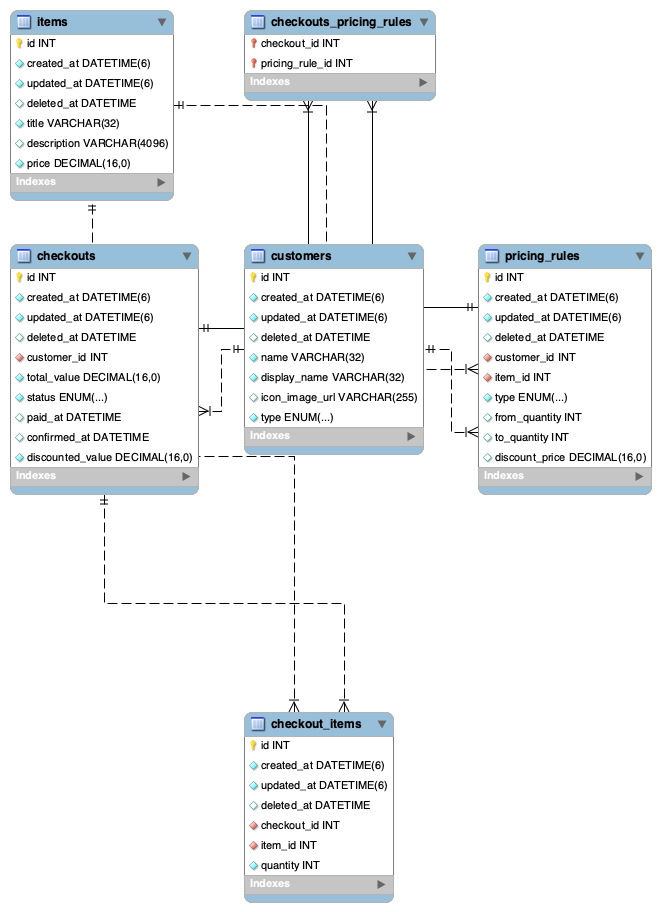 items
id INT
created_at DATETIME(6)
updated_at DATETIME(6)
deleted_at DATETIME
title VARCHAR(32)
description VARCHAR(4096)
price DECIMAL(16,0)
Indexes
checkouts_pricing_rules
checkout_id INT
pricing_rule_id INT
Indexes
checkouts
id INT
created_at DATETIME(6)
updated_at DATETIME(6)
deleted_at DATETIME
customer_id INT
total_value DECIMAL(16,0)
status ENUM(...)
paid_at DATETIME
confirmed_at DATETIME
discounted_value DECIMAL(16,0)
Indexes
customers
id INT
created_at DATETIME(6)
updated_at DATETIME(6)
deleted_at DATETIME
name VARCHAR(32)
display_name VARCHAR(32)
icon_image_url VARCHAR(255)
type ENUM(...)
Indexes
pricing_rules
id INT
created_at DATETIME(6)
updated_at DATETIME(6)
deleted_at DATETIME
customer_id INT
item_id INT
type ENUM(...)
from_quantity INT
to_quantity INT
discount_price DECIMAL(16,0)
Indexes
checkout_items
id INT
created_at DATETIME(6)
updated_at DATETIME(6)
deleted_at DATETIME
checkout_id INT
item_id INT
quantity INT
Indexes